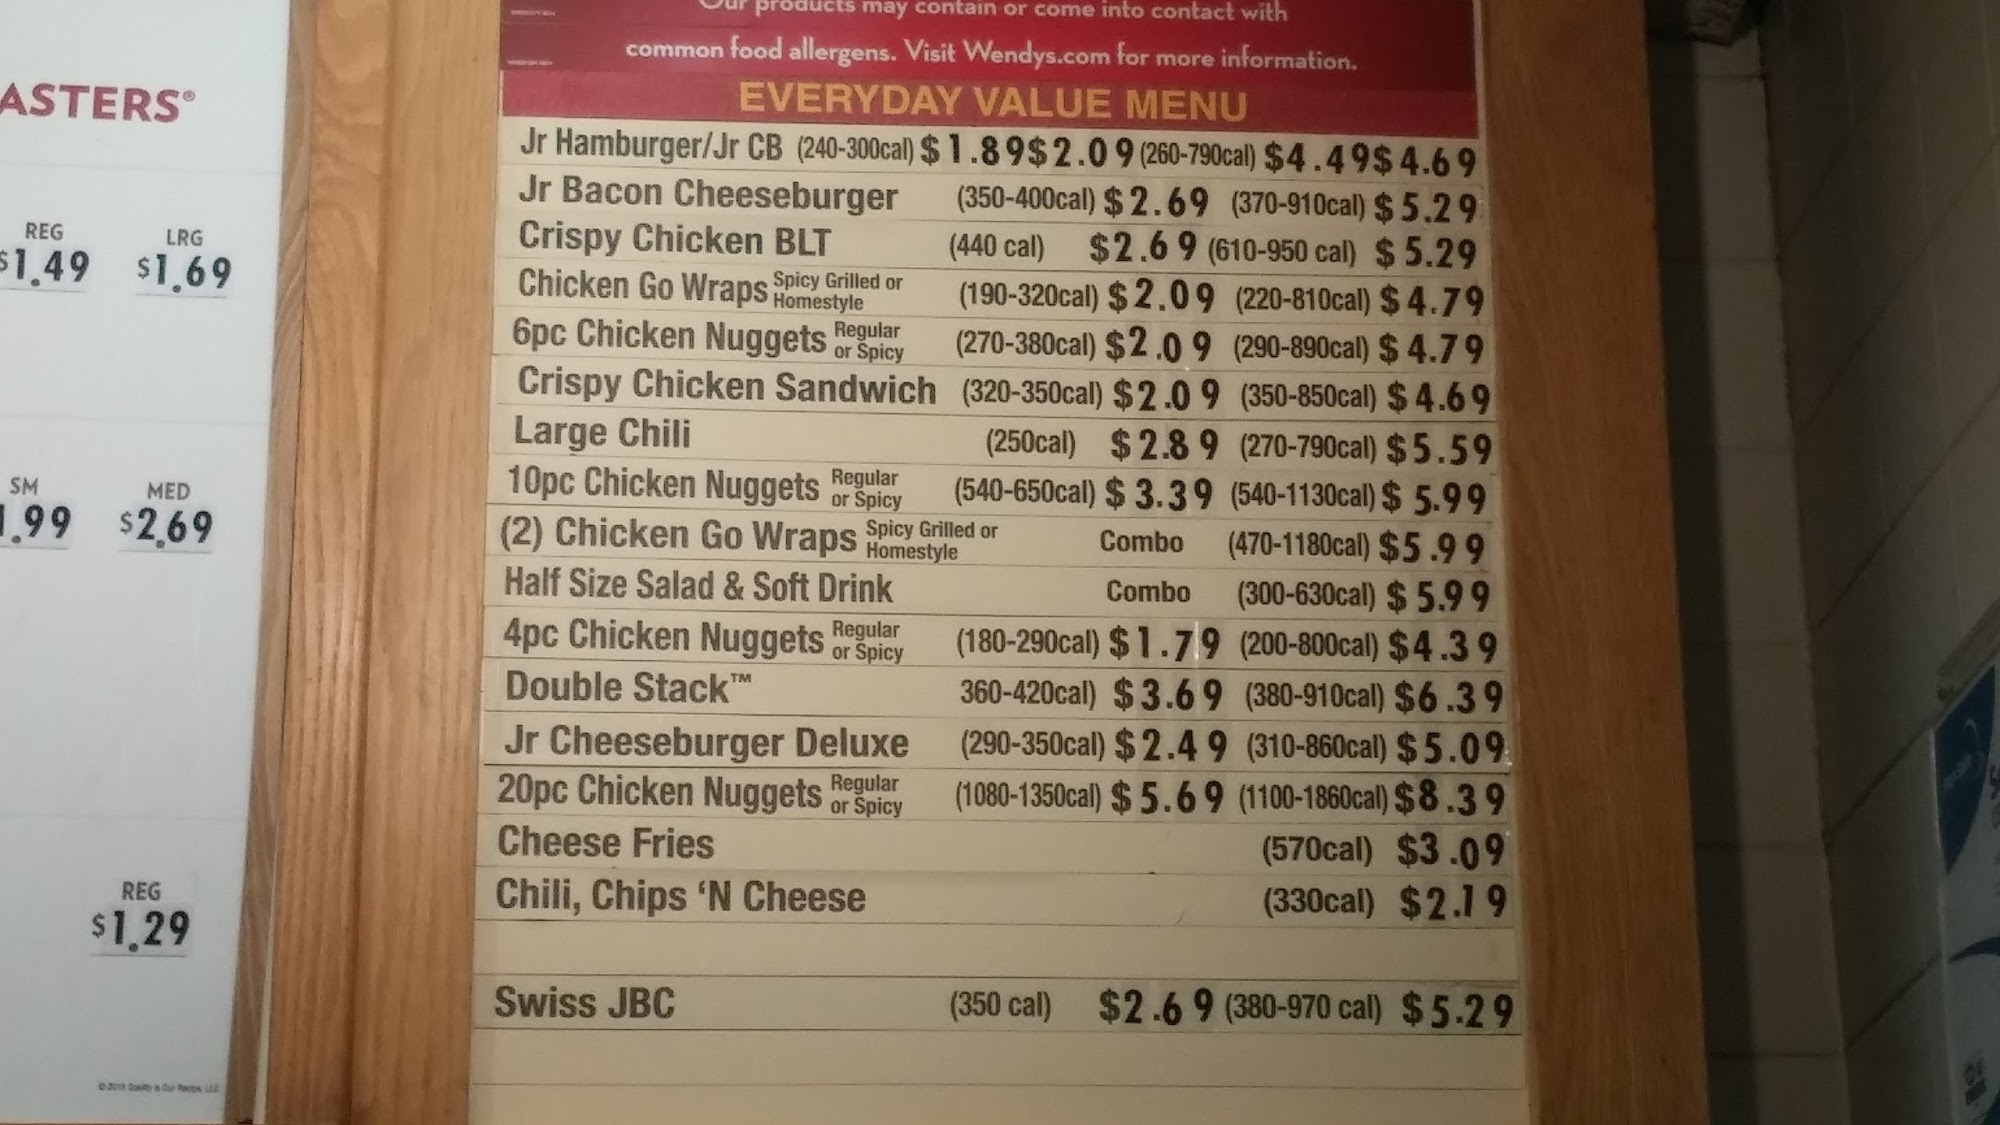 ASTERS®
REG LRG
$1.49 $1.69
SM MED
1.99 $2.69
REG
$1.29
Our products may contain or come into contact with
common food allergens. Visit Wendys.com for more information.
EVERYDAY VALUE MENU
Jr Hamburger/Jr CB (240-300cal) $1.89$2.09 (260-790cal) $4.49$4.69
Jr Bacon Cheeseburger (350-400cal) $2.69 (370-910cal) $5.29
Crispy Chicken BLT (440 cal) $2.69 (610-950 cal) $5.29
Chicken Go Wraps Spicy Grilled or Homestyle (190-320cal) $2.09 (220-810cal) $4.79
6pc Chicken Nuggets Regular or Spicy (270-380cal) $2.09 (290-890cal) $4.79
Crispy Chicken Sandwich (320-350cal) $2.09 (350-850cal) $4.69
Large Chili (250cal) $2.89 (270-790cal) $5.59
10pc Chicken Nuggets Regular or Spicy (540-650cal) $3.39 (540-1130cal) $5.99
(2) Chicken Go Wraps Spicy Grilled or Homestyle Combo (470-1180cal) $5.99
Half Size Salad & Soft Drink Combo (300-630cal) $5.99
4pc Chicken Nuggets Regular or Spicy (180-290cal) $1.79 (200-800cal) $4.39
Double Stack™ 360-420cal) $3.69 (380-910cal) $6.39
Jr Cheeseburger Deluxe (290-350cal) $2.49 (310-860cal) $5.09
20pc Chicken Nuggets Regular or Spicy (1080-1350cal) $5.69 (1100-1860cal) $8.39
Cheese Fries (570cal) $3.09
Chili, Chips 'N Cheese (330cal) $2.19
Swiss JBC (350 cal) $2.69 (380-970 cal) $5.29